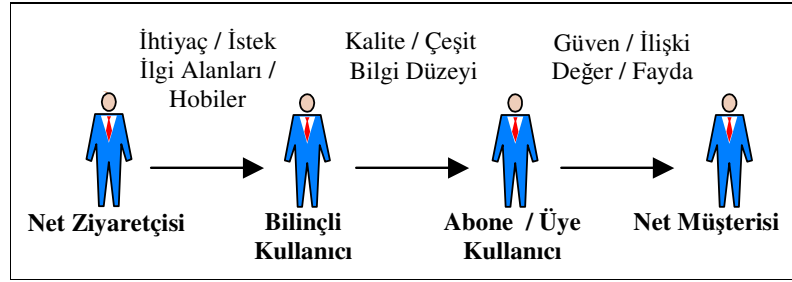 İhtiyaç / İstek
İlgi Alanları /
Hobiler
Kalite / Çeşit
Bilgi Düzeyi
Güven / İlişki
Değer / Fayda
Net Ziyaretçisi
Bilinçli
Kullanıcı
Abone / Üye
Kullanıcı
Net Müşterisi